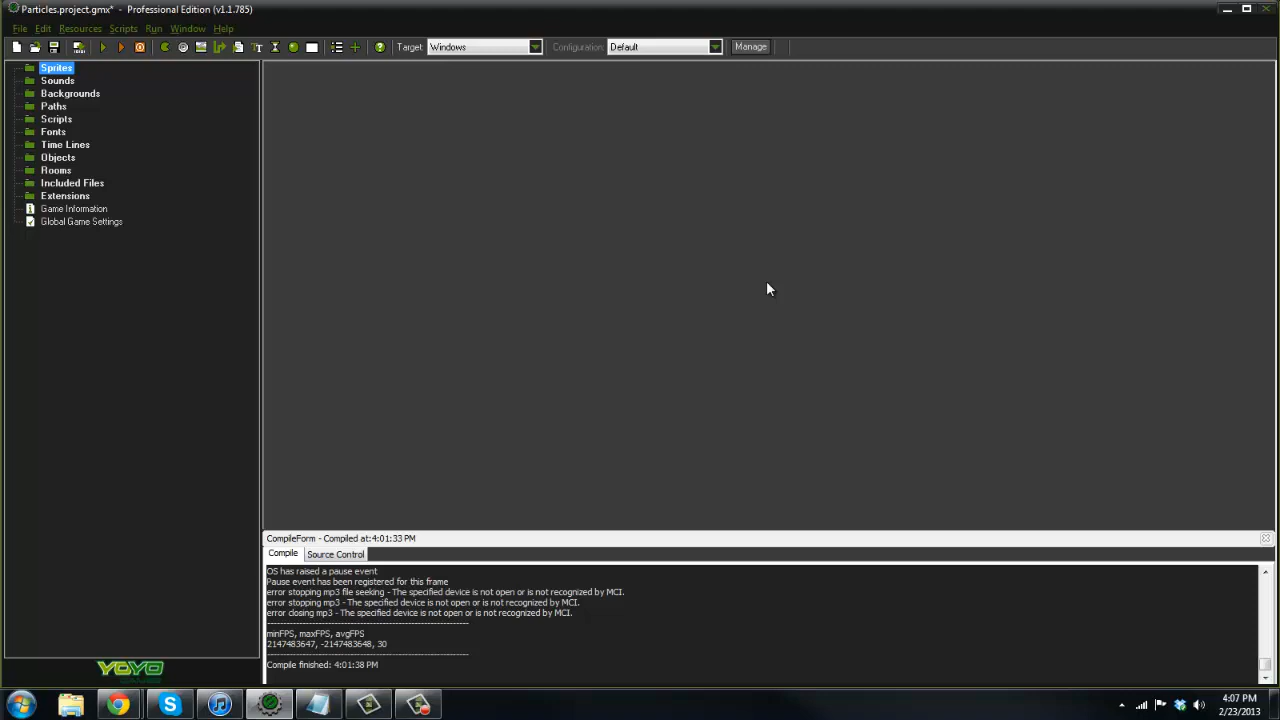 Particles.project.gmx* - Professional Edition (v1.1.785)
File Edit Resources Scripts Run Window Help
Target: Windows Configuration: Default Manage
Sprites
Sounds
Backgrounds
Paths
Scripts
Fonts
Time Lines
Objects
Rooms
Included Files
Extensions
Game Information
Global Game Settings
CompileForm - Compiled at:4:01:33 PM
Compile Source Control
OS has raised a pause event
Pause event has been registered for this frame
error stopping mp3 file seeking - The specified device is not open or is not recognized by MCI.
error stopping mp3 - The specified device is not open or is not recognized by MCI.
error closing mp3 - The specified device is not open or is not recognized by MCI.
minFPS, maxFPS, avgFPS
2147483647, -2147483648, 30
Compile finished: 4:01:38 PM
YOYO
4:07 PM
2/23/2013